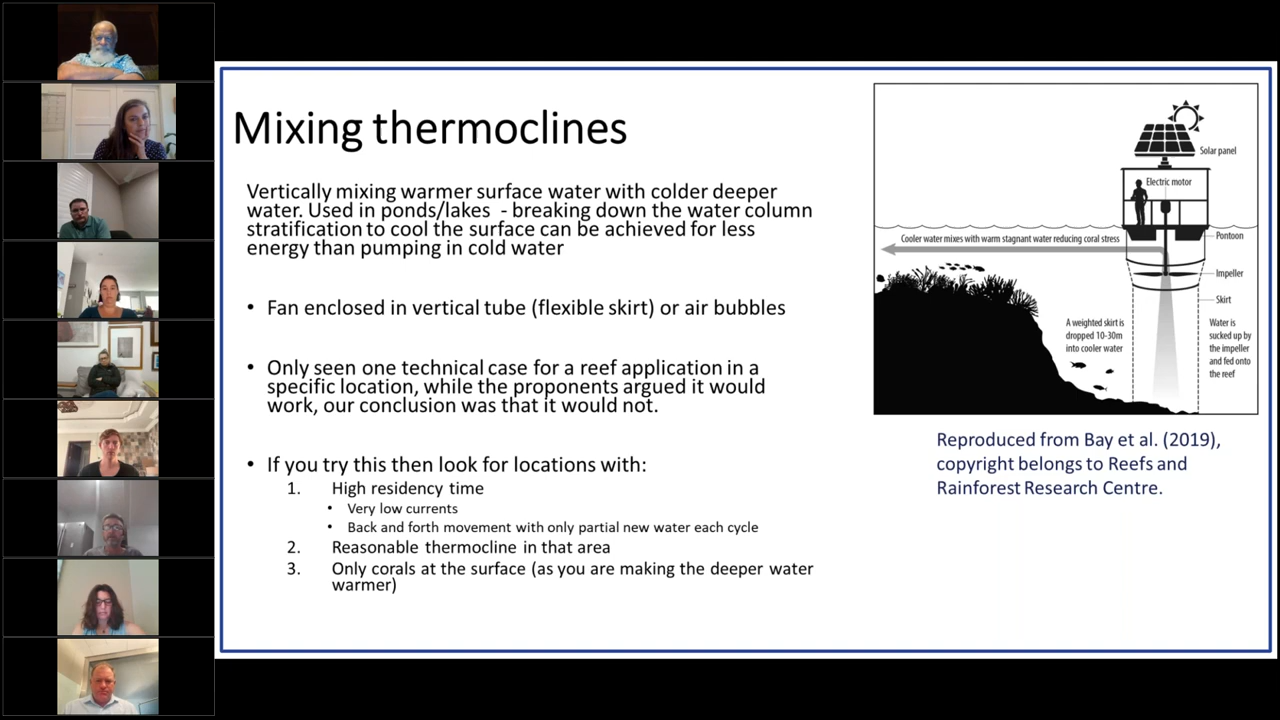 Mixing thermoclines
Vertically mixing warmer surface water with colder deeper
water. Used in ponds/lakes - breaking down the water column
stratification to cool the surface can be achieved for less
energy than pumping in cold water
• Fan enclosed in vertical tube (flexible skirt) or air bubbles
• Only seen one technical case for a reef application in a
specific location, while the proponents argued it would
work, our conclusion was that it would not.
• If you try this then look for locations with:
1. High residency time
• Very low currents
• Back and forth movement with only partial new water each cycle
2. Reasonable thermocline in that area
3. Only corals at the surface (as you are making the deeper water
warmer)
Solar panel
Electric motor
Pontoon
Cooler water mixes with warm stagnant water reducing coral stress
Impeller
Skirt
A weighted skirt is
dropped 10-30m
into cooler water
Water is
sucked up by
the impeller
and fed onto
the reef
Reproduced from Bay et al. (2019),
copyright belongs to Reefs and
Rainforest Research Centre.